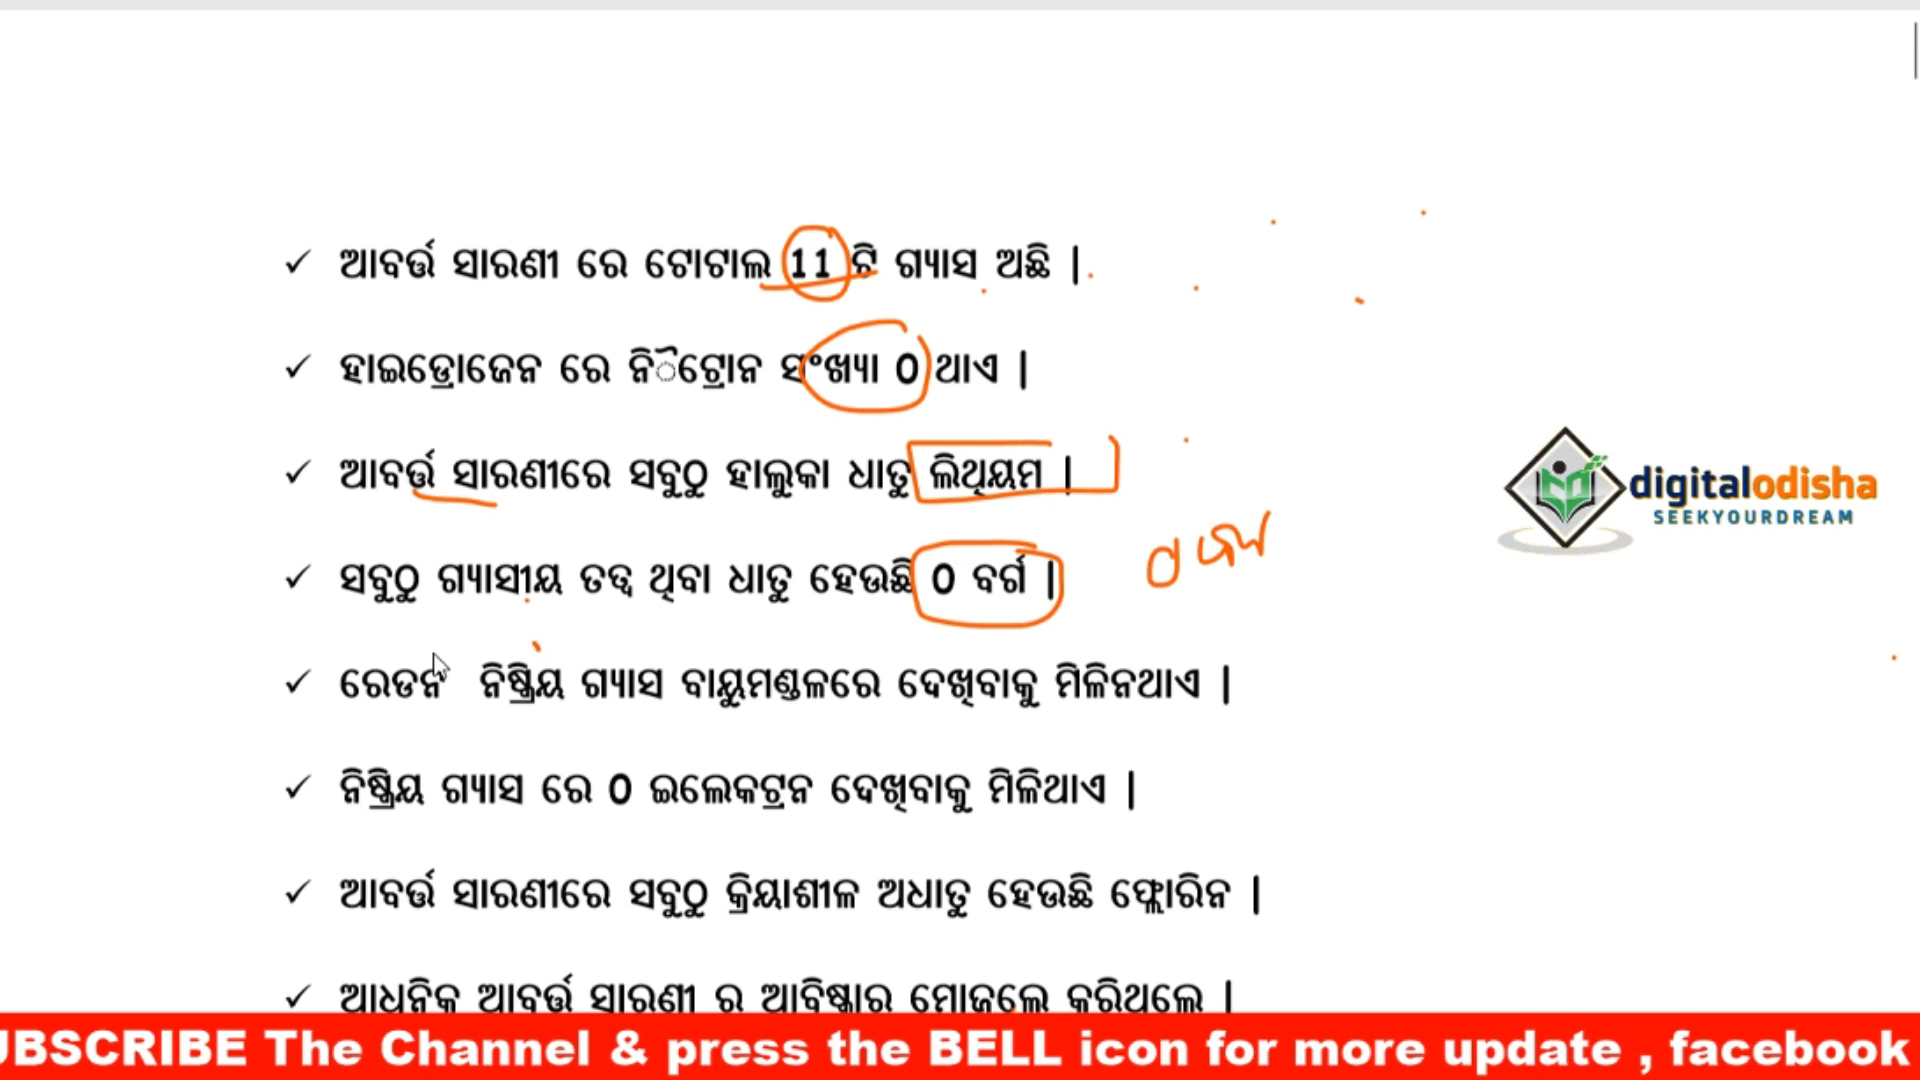 ✓ ଆବର୍ତ୍ତ ସାରଣୀ ରେ ଟୋଟାଲ 11 ଟି ଗ୍ୟାସ ଅଛି |
✓ ହାଇଡ୍ରୋଜେନ ରେ ନିୖଟ୍ରୋନ ସଂଖ୍ୟା 0 ଥାଏ |
✓ ଆବର୍ତ୍ତ ସାରଣୀରେ ସବୁଠୁ ହାଲୁକା ଧାତୁ ଲିଥିୟମ |
✓ ସବୁଠୁ ଗ୍ୟାସୀୟ ତତ୍ୱ ଥିବା ଧାତୁ ହେଉଛି 0 ବର୍ଗ |
✓ ରେଡନ ନିଷ୍କ୍ରିୟ ଗ୍ୟାସ ବାୟୁମଣ୍ଡଳରେ ଦେଖିବାକୁ ମିଳିନଥାଏ |
✓ ନିଷ୍କ୍ରିୟ ଗ୍ୟାସ ରେ 0 ଇଲେକଟ୍ରନ ଦେଖିବାକୁ ମିଳିଥାଏ |
✓ ଆବର୍ତ୍ତ ସାରଣୀରେ ସବୁଠୁ କ୍ରିୟାଶୀଳ ଅଧାତୁ ହେଉଛି ଫ୍ଲୋରିନ |
✓ ଆଧୁନିକ ଆବର୍ତ୍ତ ସାରଣୀ ର ଆବିଷ୍କାର ମୋଜଲେ କରିଥିଲେ |
digitalodisha
SEEKYOURDREAM
UBSCRIBE The Channel & press the BELL icon for more update , facebook